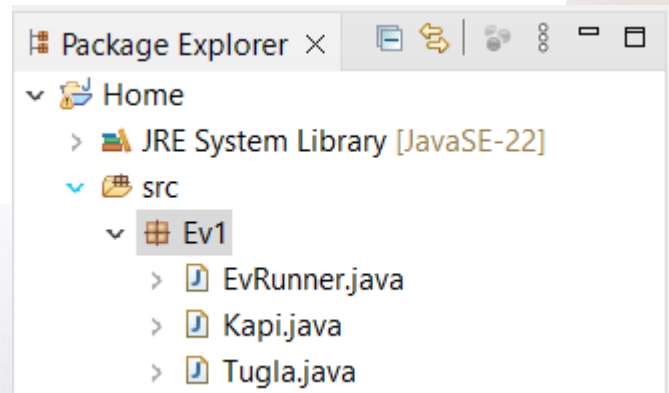 Package Explorer
Home
JRE System Library [JavaSE-22]
src
Ev1
EvRunner.java
Kapi.java
Tugla.java